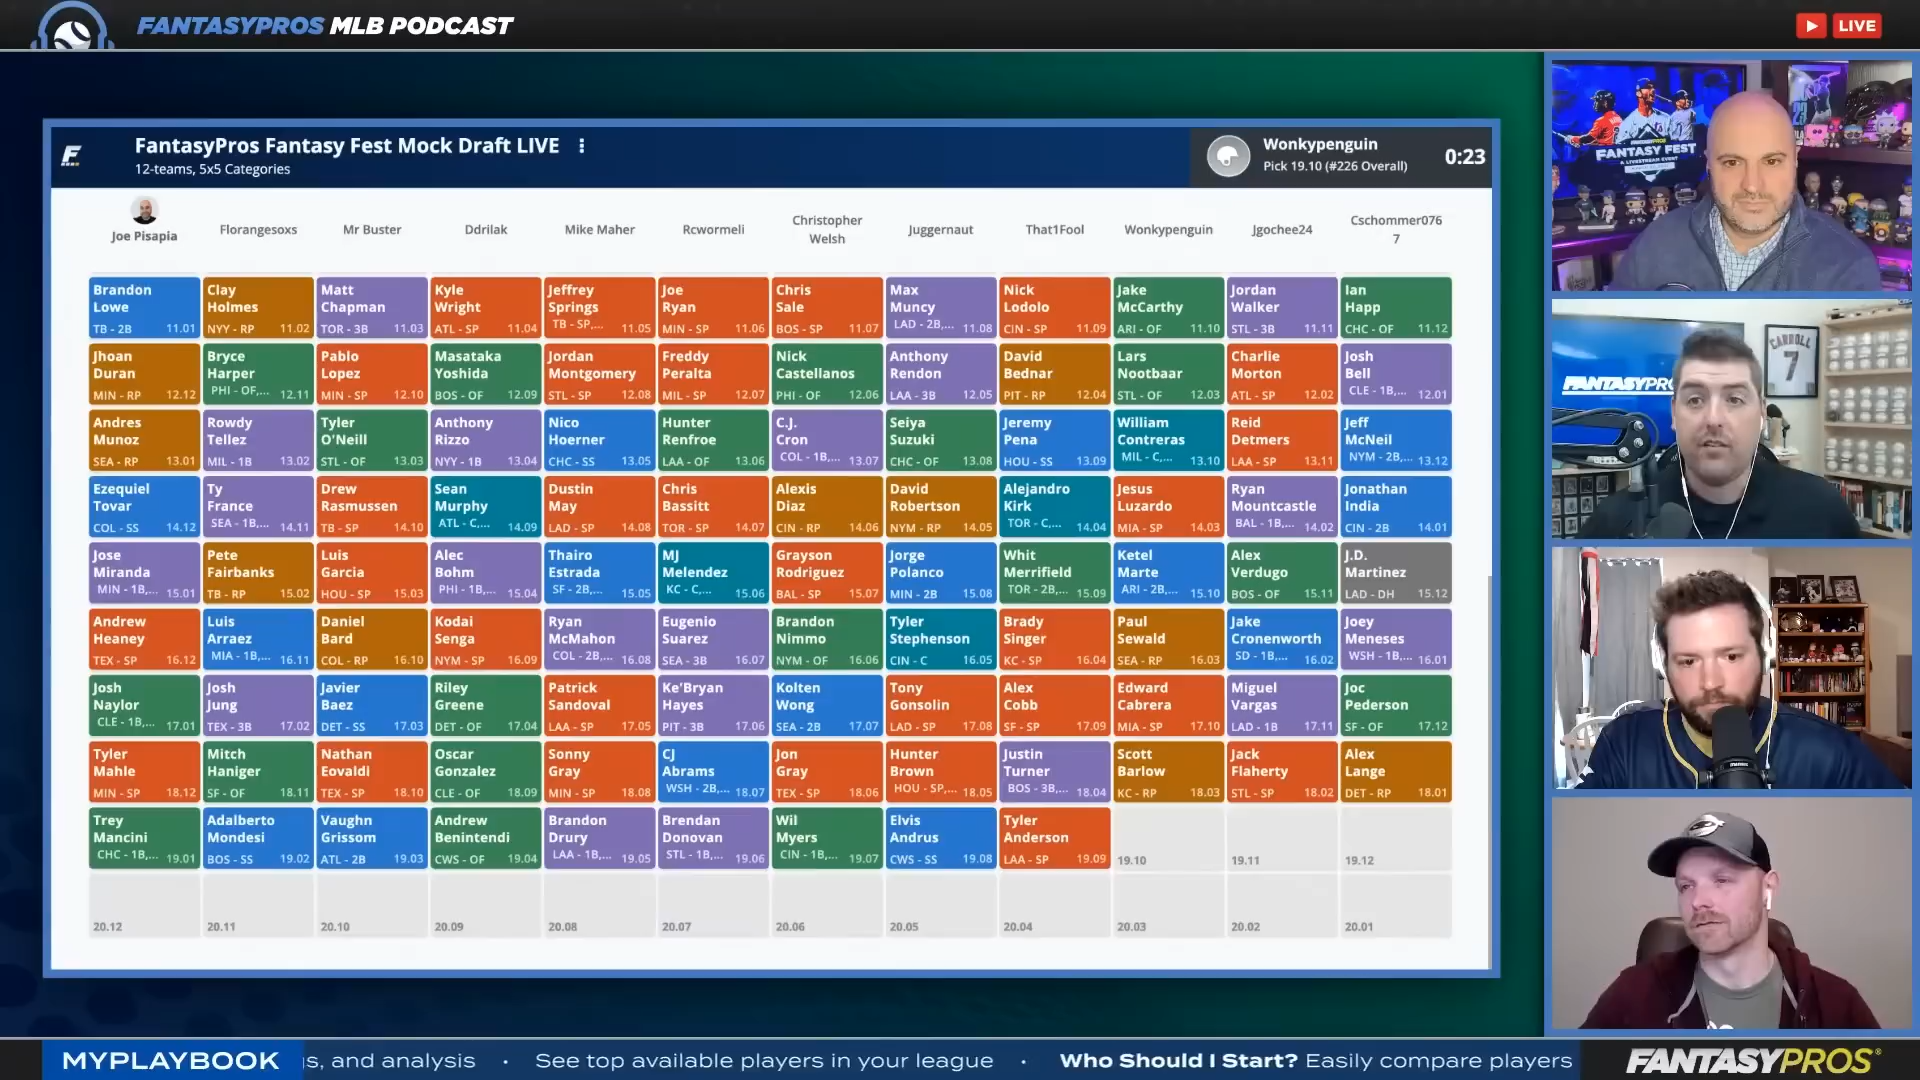 FANTASYPROS MLB PODCAST
LIVE
FantasyPros Fantasy Fest Mock Draft LIVE
12-teams, 5x5 Categories
Wonkypenguin
Pick 19.10 (#226 Overall)
0:23
Joe Pisapia
Florangesoxs
Mr Buster
Ddrilak
Mike Maher
Rcwormeli
Christopher
Welsh
Juggernaut
That1Fool
Wonkypenguin
Jgochee24
Cschommer076
7
Brandon Lowe TB - 2B 11.01
Clay Holmes NYY - RP 11.02
Matt Chapman TOR - 3B 11.03
Kyle Wright ATL - SP 11.04
Jeffrey Springs TB - SP,... 11.05
Joe Ryan MIN - SP 11.06
Chris Sale BOS - SP 11.07
Max Muncy LAD - 2B,... 11.08
Nick Lodolo CIN - SP 11.09
Jake McCarthy ARI - OF 11.10
Jordan Walker STL - 3B 11.11
Ian Happ CHC - OF 11.12
Jhoan Duran MIN - RP 12.12
Bryce Harper PHI - OF,... 12.11
Pablo Lopez MIN - SP 12.10
Masataka Yoshida BOS - OF 12.09
Jordan Montgomery STL - SP 12.08
Freddy Peralta MIL - SP 12.07
Nick Castellanos PHI - OF 12.06
Anthony Rendon LAA - 3B 12.05
David Bednar PIT - RP 12.04
Lars Nootbaar STL - OF 12.03
Charlie Morton ATL - SP 12.02
Josh Bell CLE - 1B,... 12.01
Andres Munoz SEA - RP 13.01
Rowdy Tellez MIL - 1B 13.02
Tyler O'Neill STL - OF 13.03
Anthony Rizzo NYY - 1B 13.04
Nico Hoerner CHC - SS 13.05
Hunter Renfroe LAA - OF 13.06
C.J. Cron COL - 1B,... 13.07
Seiya Suzuki CHC - OF 13.08
Jeremy Pena HOU - SS 13.09
William Contreras MIL - C,... 13.10
Reid Detmers LAA - SP 13.11
Jeff McNeil NYM - 2B,... 13.12
Ezequiel Tovar COL - SS 14.12
Ty France SEA - 1B,... 14.11
Drew Rasmussen TB - SP 14.10
Sean Murphy ATL - C,... 14.09
Dustin May LAD - SP 14.08
Chris Bassitt TOR - SP 14.07
Alexis Diaz CIN - RP 14.06
David Robertson NYM - RP 14.05
Alejandro Kirk TOR - C,... 14.04
Jesus Luzardo MIA - SP 14.03
Ryan Mountcastle BAL - 1B,... 14.02
Jonathan India CIN - 2B 14.01
Jose Miranda MIN - 1B,... 15.01
Pete Fairbanks TB - RP 15.02
Luis Garcia HOU - SP 15.03
Alec Bohm PHI - 1B,... 15.04
Thairo Estrada SF - 2B,... 15.05
MJ Melendez KC - C,... 15.06
Grayson Rodriguez BAL - SP 15.07
Jorge Polanco MIN - 2B 15.08
Whit Merrifield TOR - 2B,... 15.09
Ketel Marte ARI - 2B,... 15.10
Alex Verdugo BOS - OF 15.11
J.D. Martinez LAD - DH 15.12
Andrew Heaney TEX - SP 16.12
Luis Arraez MIA - 1B,... 16.11
Daniel Bard COL - RP 16.10
Kodai Senga NYM - SP 16.09
Ryan McMahon COL - 2B,... 16.08
Eugenio Suarez SEA - 3B 16.07
Brandon Nimmo NYM - OF 16.06
Tyler Stephenson CIN - C 16.05
Brady Singer KC - SP 16.04
Paul Sewald SEA - RP 16.03
Jake Cronenworth SD - 1B,... 16.02
Joey Meneses WSH - 1B,... 16.01
Josh Naylor CLE - 1B,... 17.01
Josh Jung TEX - 3B 17.02
Javier Baez DET - SS 17.03
Riley Greene DET - OF 17.04
Patrick Sandoval LAA - SP 17.05
Ke'Bryan Hayes PIT - 3B 17.06
Kolten Wong SEA - 2B 17.07
Tony Gonsolin LAD - SP 17.08
Alex Cobb SF - SP 17.09
Edward Cabrera MIA - SP 17.10
Miguel Vargas LAD - 1B 17.11
Joc Pederson SF - OF 17.12
Tyler Mahle MIN - SP 18.12
Mitch Haniger SF - OF 18.11
Nathan Eovaldi TEX - SP 18.10
Oscar Gonzalez CLE - OF 18.09
Sonny Gray MIN - SP 18.08
CJ Abrams WSH - 2B,... 18.07
Jon Gray TEX - SP 18.06
Hunter Brown HOU - SP,... 18.05
Justin Turner BOS - 3B,... 18.04
Scott Barlow KC - RP 18.03
Jack Flaherty STL - SP 18.02
Alex Lange DET - RP 18.01
Trey Mancini CHC - 1B,... 19.01
Adalberto Mondesi BOS - SS 19.02
Vaughn Grissom ATL - 2B 19.03
Andrew Benintendi CWS - OF 19.04
Brandon Drury LAA - 1B,... 19.05
Brendan Donovan STL - 1B,... 19.06
Wil Myers CIN - 1B,... 19.07
Elvis Andrus CWS - SS 19.08
Tyler Anderson LAA - SP 19.09
19.10
19.11
19.12
20.12
20.11
20.10
20.09
20.08
20.07
20.06
20.05
20.04
20.03
20.02
20.01
FANTASY FEST
& LIVESTREAM EVENT
FANTASYPRO
CARROLL
7
MYPLAYBOOK
s, and analysis · See top available players in your league · Who Should I Start? Easily compare players
FANTASYPROS